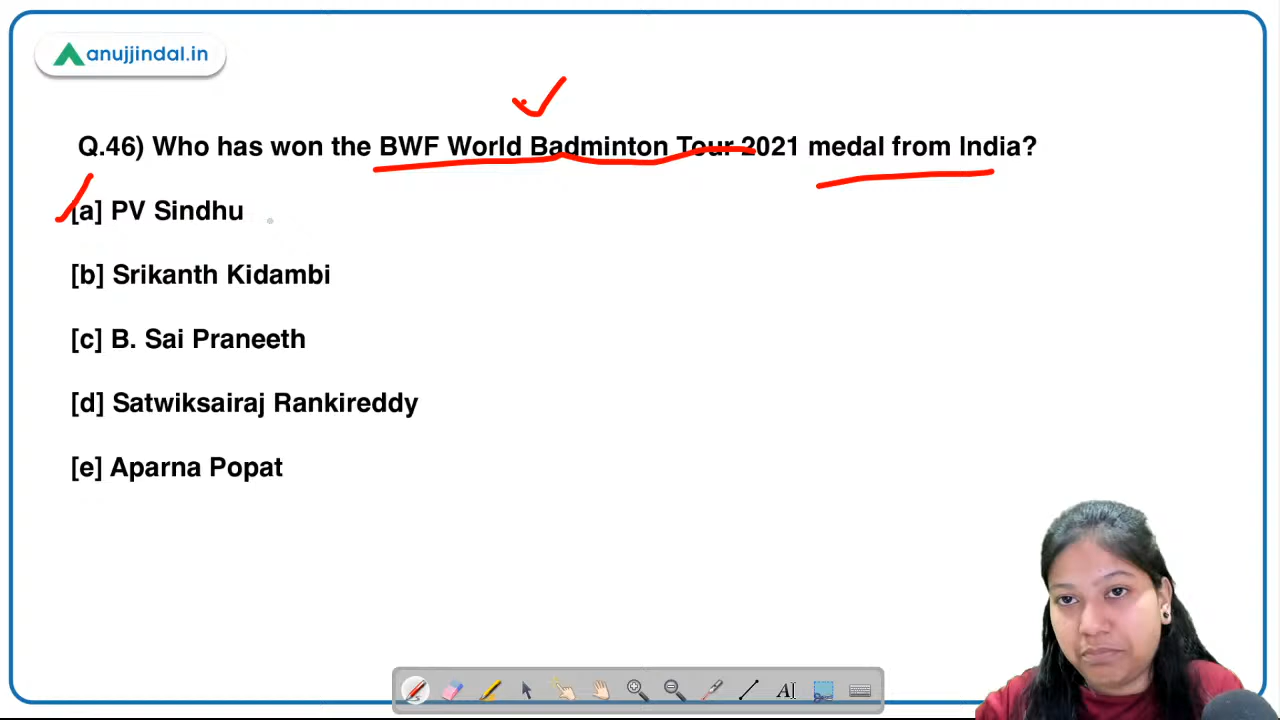 anujjindal.in
Q.46) Who has won the BWF World Badminton Tour 2021 medal from India?
[a] PV Sindhu
[b] Srikanth Kidambi
[c] B. Sai Praneeth
[d] Satwiksairaj Rankireddy
[e] Aparna Popat
A